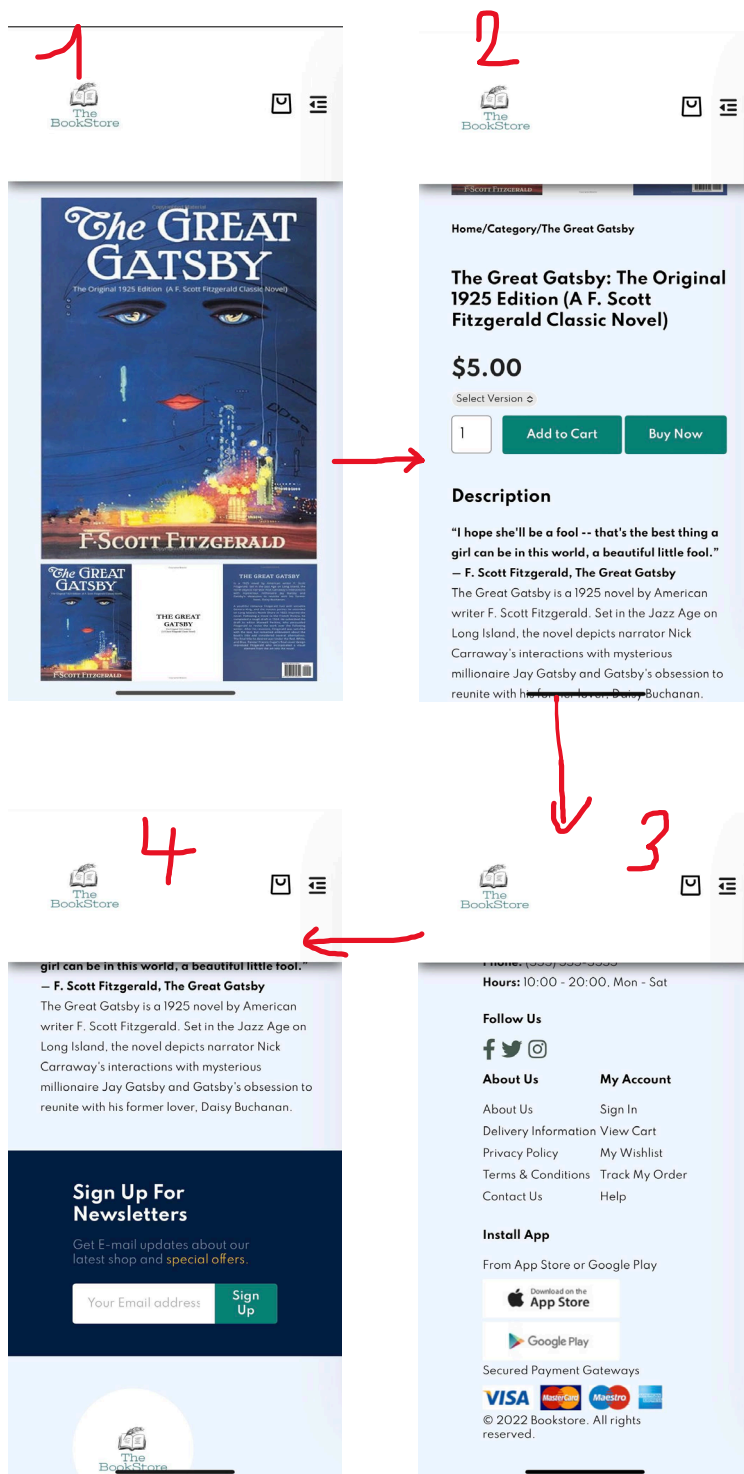 1
The
BookStore
The GREAT
GATSBY
The Original 1925 Edition (A F. Scott Fitzgerald Classic Novel)
F·SCOTT FITZGERALD
The GREAT
GATSBY
F·SCOTT FITZGERALD
THE GREAT
GATSBY
THE GREAT GATSBY
2
The
BookStore
F·SCOTT FITZGERALD
Home/Category/The Great Gatsby
The Great Gatsby: The Original
1925 Edition (A F. Scott
Fitzgerald Classic Novel)
$5.00
Select Version
1
Add to Cart
Buy Now
Description
“I hope she'll be a fool -- that's the best thing a
girl can be in this world, a beautiful little fool.”
― F. Scott Fitzgerald, The Great Gatsby
The Great Gatsby is a 1925 novel by American
writer F. Scott Fitzgerald. Set in the Jazz Age on
Long Island, the novel depicts narrator Nick
Carraway's interactions with mysterious
millionaire Jay Gatsby and Gatsby's obsession to
reunite with his former lover, Daisy Buchanan.
3
The
BookStore
Phone: (555) 555-5555
Hours: 10:00 - 20:00, Mon - Sat
Follow Us
About Us
My Account
About Us
Sign In
Delivery Information
View Cart
Privacy Policy
My Wishlist
Terms & Conditions
Track My Order
Contact Us
Help
Install App
From App Store or Google Play
Download on the
App Store
Google Play
Secured Payment Gateways
VISA
MasterCard
Maestro
© 2022 Bookstore. All rights
reserved.
4
The
BookStore
girl can be in this world, a beautiful little fool.”
― F. Scott Fitzgerald, The Great Gatsby
The Great Gatsby is a 1925 novel by American
writer F. Scott Fitzgerald. Set in the Jazz Age on
Long Island, the novel depicts narrator Nick
Carraway's interactions with mysterious
millionaire Jay Gatsby and Gatsby's obsession to
reunite with his former lover, Daisy Buchanan.
Sign Up For
Newsletters
Get E-mail updates about our
latest shop and special offers.
Your Email address
Sign
Up
The
BookStore